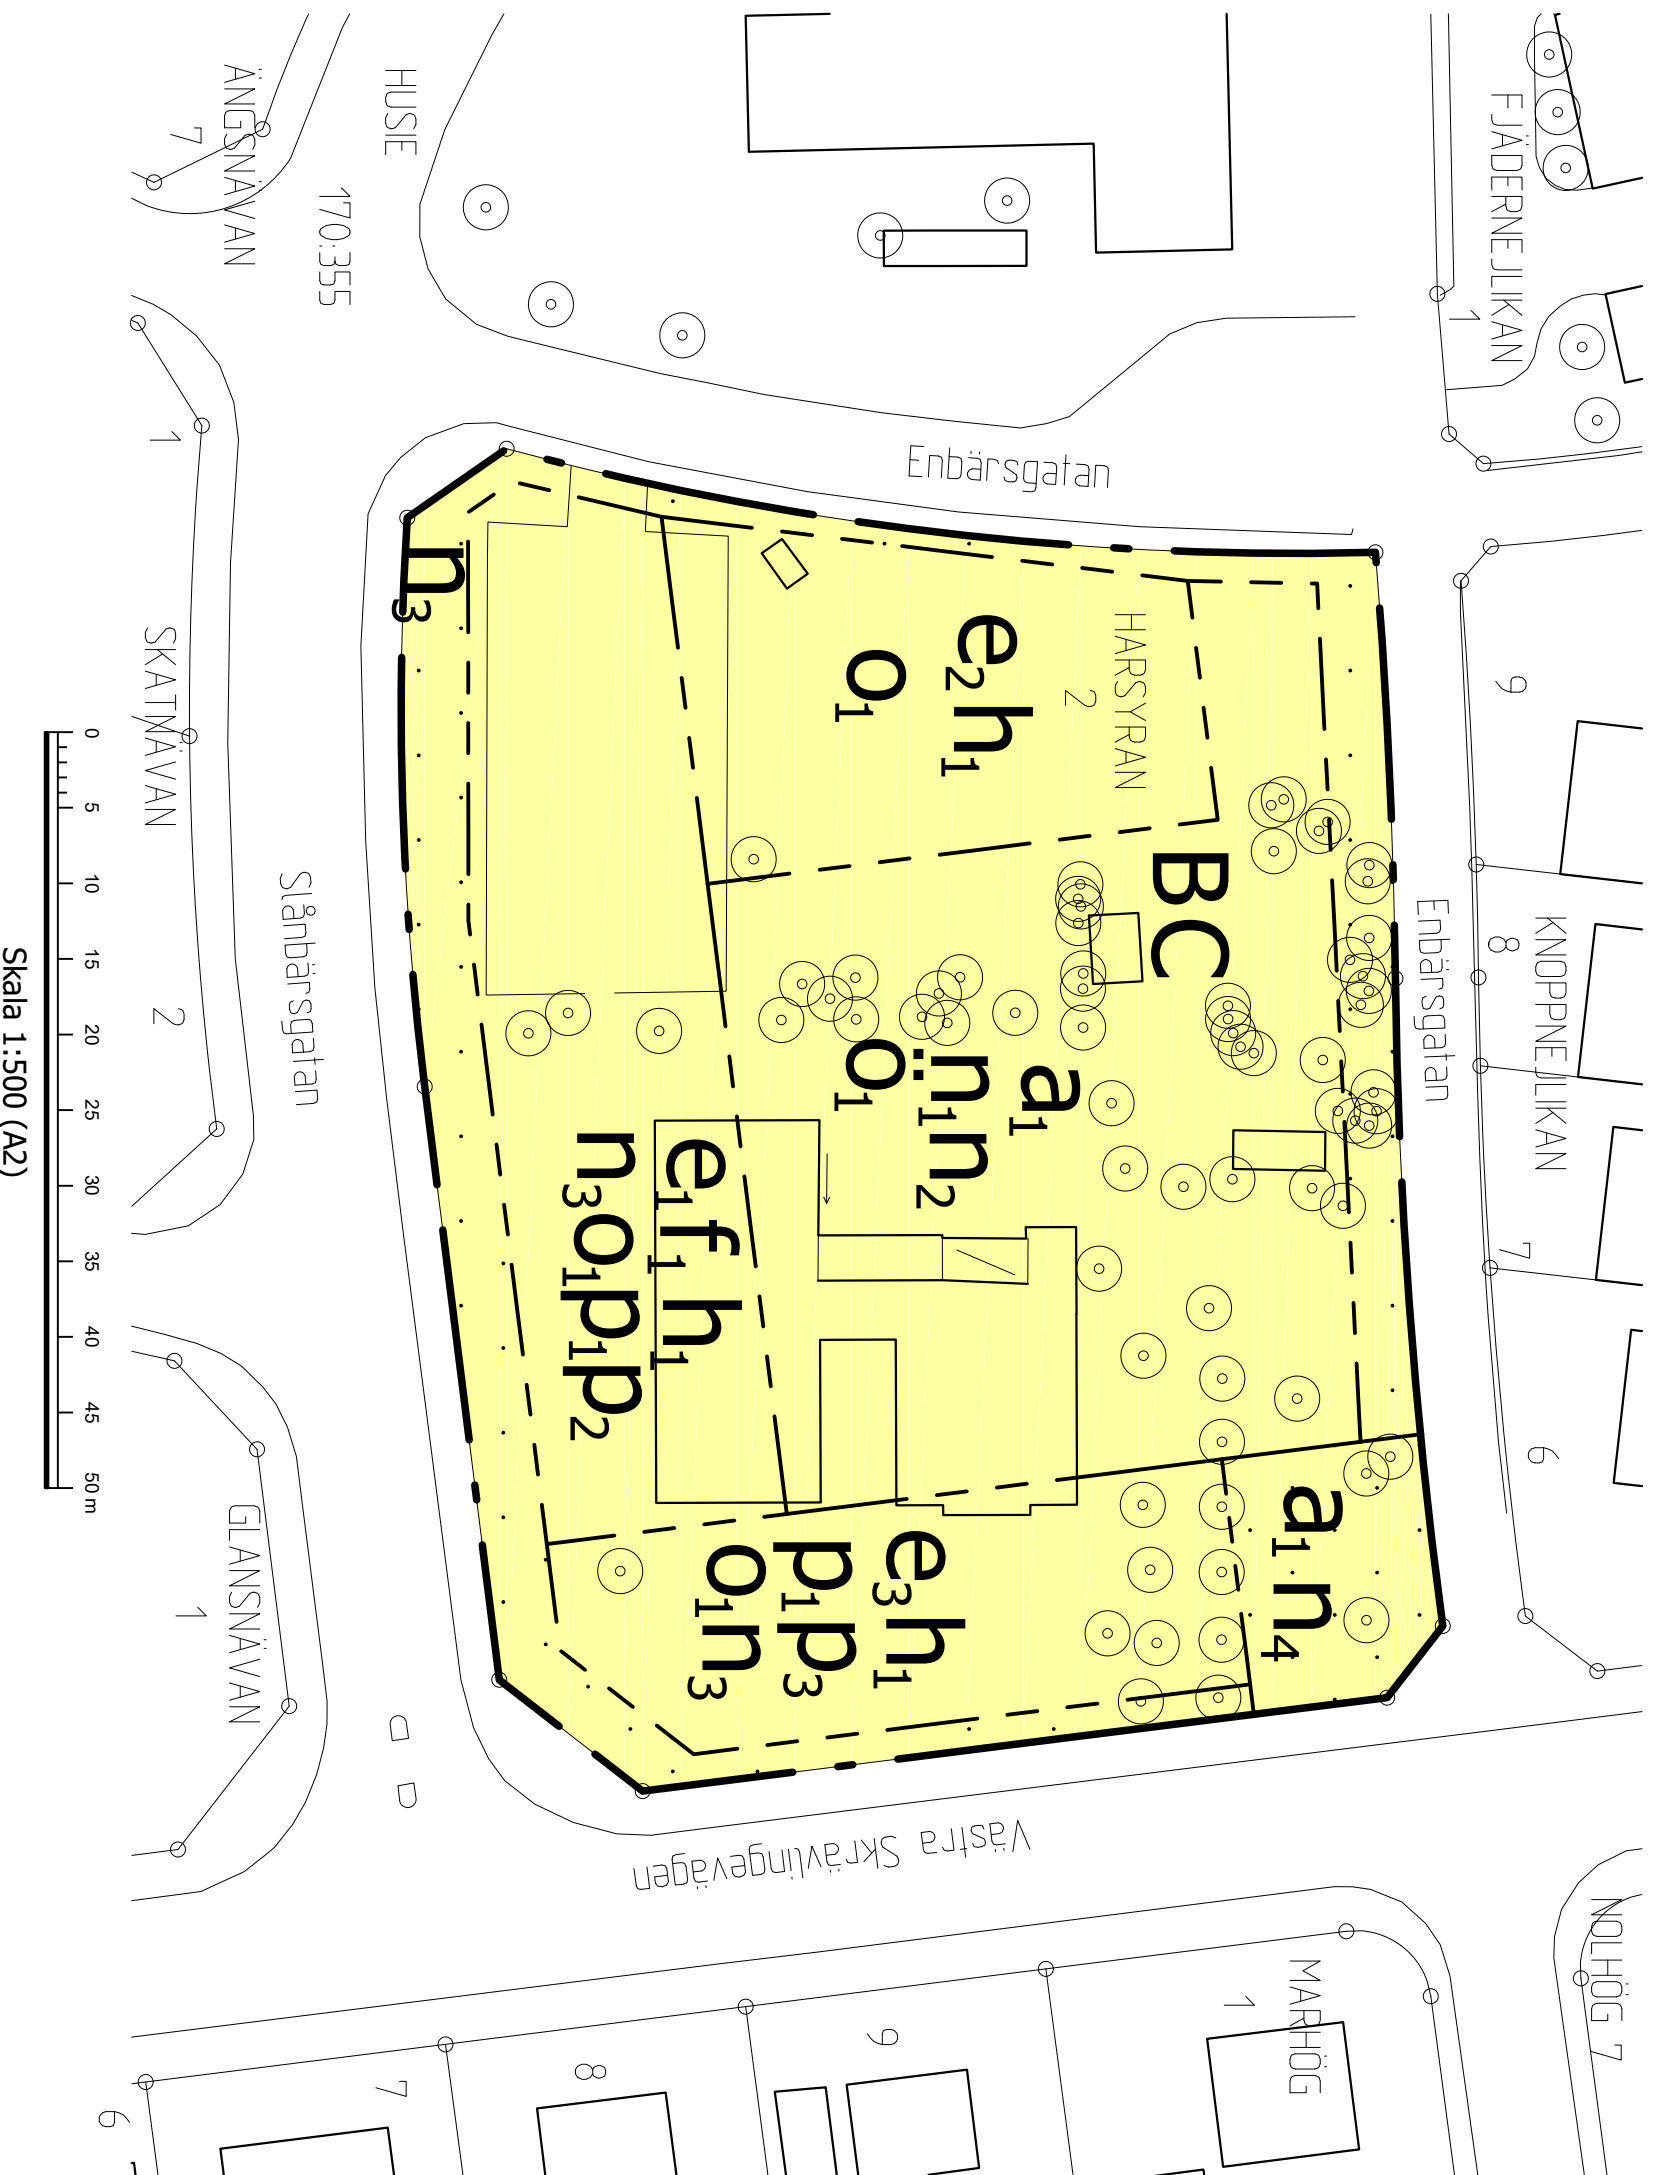 FJÄDERNEJLIKAN
1
NOLHÖG 7
KNOPPNEJLIKAN
9
8
7
6
Enbärsgatan
Enbärsgatan
MARHÖG
1
HARSYRAN
2
BC
a₁n₄
e₂h₁
o₁
a₁
n₁n₂
ö₁
e₃h₁
p₁p₃
o₁n₃
e₁f₁h₁
n₃o₁p₁p₂
n₃
Västra Skrävlingevägen
9
8
7
6
HUSIE
170:355
Slånbärsgatan
ÄNGSNÄVAN
7
GLANSNÄVAN
1
SKATNÄVAN
1
2
0 5 10 15 20 25 30 35 40 45 50 m
Skala 1:500 (A2)